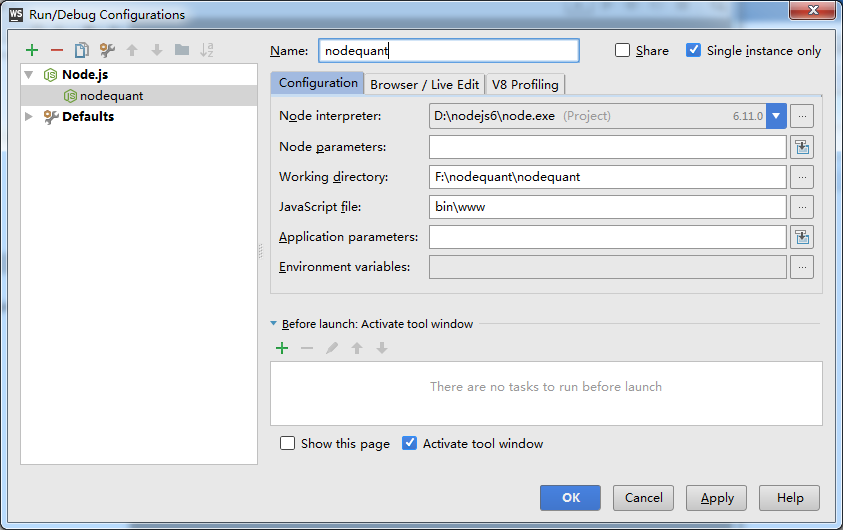 WS Run/Debug Configurations
Name: nodequant Share Single instance only
Node.js
nodequant
Defaults
Configuration Browser / Live Edit V8 Profiling
Node interpreter: D:\nodejs6\node.exe (Project) 6.11.0 ...
Node parameters:
Working directory: F:\nodequant\nodequant ...
JavaScript file: bin\www ...
Application parameters:
Environment variables: ...
Before launch: Activate tool window
There are no tasks to run before launch
Show this page Activate tool window
OK Cancel Apply Help